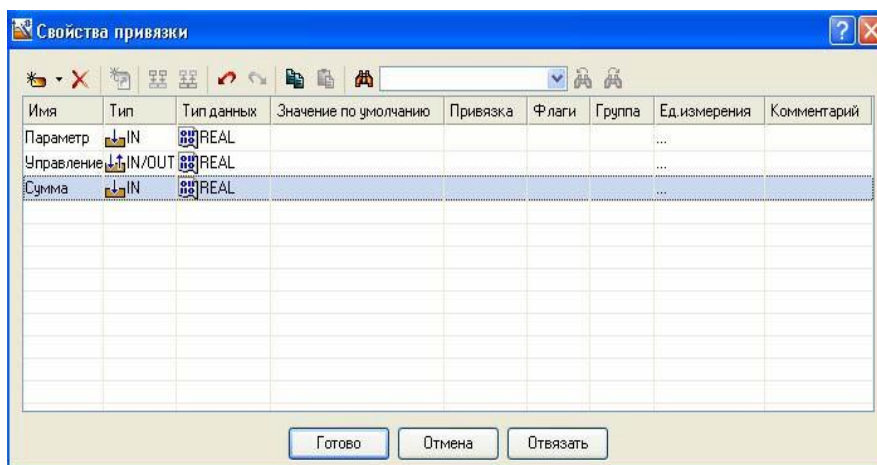 Свойства привязки
Имя Тип Тип данных Значение по умолчанию Привязка Флаги Группа Ед.измерения Комментарий
Параметр IN REAL ...
Управление IN/OUT REAL ...
Сумма IN REAL ...
Готово Отмена Отвязать